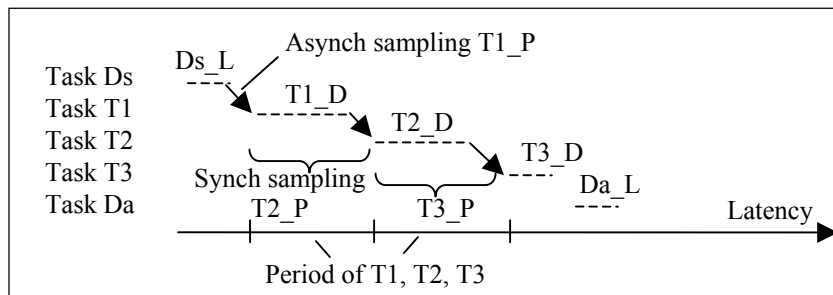 Asynch sampling T1_P
Ds_L
Task Ds
Task T1
T1_D
Task T2
T2_D
Task T3
T3_D
Synch sampling
Da_L
Task Da
T2_P
T3_P
Latency
Period of T1, T2, T3